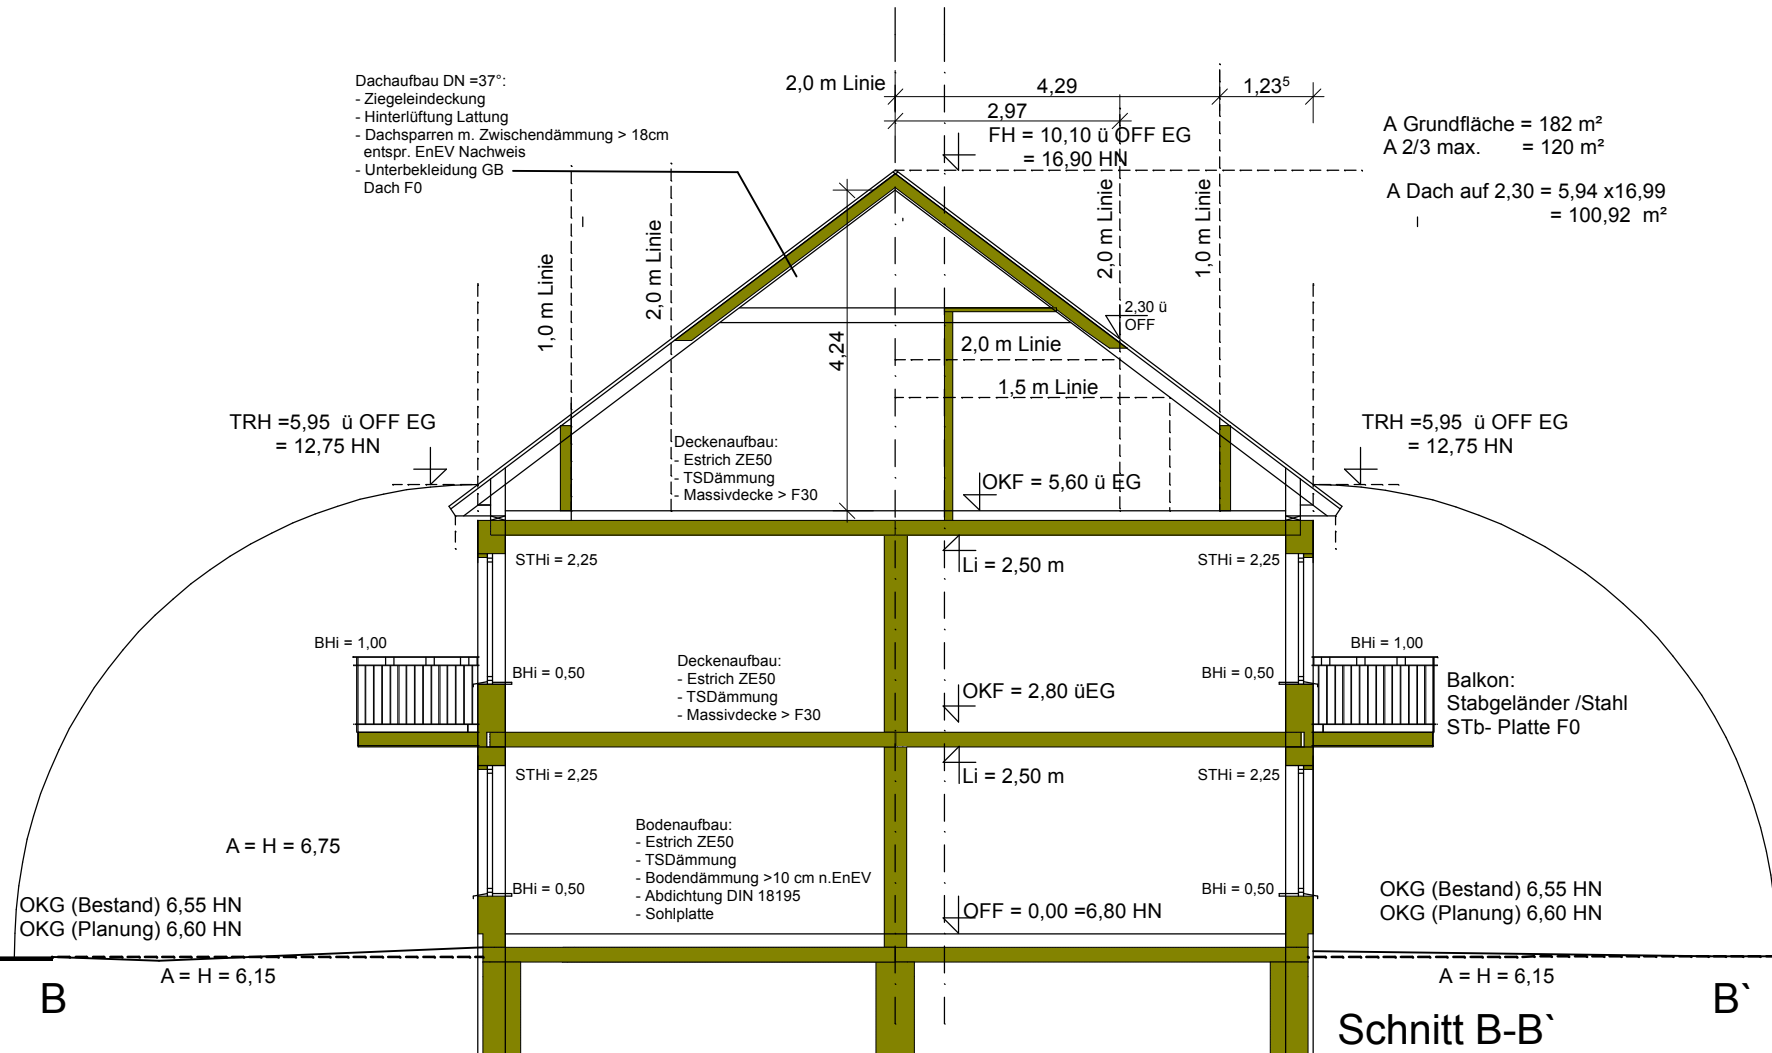 Dachaufbau DN =37°:
- Ziegeleindeckung
- Hinterlüftung Lattung
- Dachsparren m. Zwischendämmung > 18cm
entspr. EnEV Nachweis
- Unterbekleidung GB
Dach F0
2,0 m Linie
4,29
1,23⁵
2,97
FH = 10,10 ü OFF EG
= 16,90 HN
A Grundfläche = 182 m²
A 2/3 max. = 120 m²
A Dach auf 2,30 = 5,94 x16,99
= 100,92 m²
1,0 m Linie
2,0 m Linie
2,0 m Linie
1,0 m Linie
2,30 ü
OFF
4,24
2,0 m Linie
1,5 m Linie
TRH =5,95 ü OFF EG
= 12,75 HN
TRH =5,95 ü OFF EG
= 12,75 HN
Deckenaufbau:
- Estrich ZE50
- TSDämmung
- Massivdecke > F30
OKF = 5,60 ü EG
STHi = 2,25
Li = 2,50 m
STHi = 2,25
BHi = 1,00
BHi = 1,00
BHi = 0,50
Deckenaufbau:
- Estrich ZE50
- TSDämmung
- Massivdecke > F30
OKF = 2,80 üEG
BHi = 0,50
Balkon:
Stabgeländer /Stahl
STb- Platte F0
STHi = 2,25
Li = 2,50 m
STHi = 2,25
A = H = 6,75
Bodenaufbau:
- Estrich ZE50
- TSDämmung
- Bodendämmung >10 cm n.EnEV
- Abdichtung DIN 18195
- Sohlplatte
BHi = 0,50
BHi = 0,50
OFF = 0,00 =6,80 HN
OKG (Bestand) 6,55 HN
OKG (Planung) 6,60 HN
OKG (Bestand) 6,55 HN
OKG (Planung) 6,60 HN
A = H = 6,15
A = H = 6,15
B
B`
Schnitt B-B`